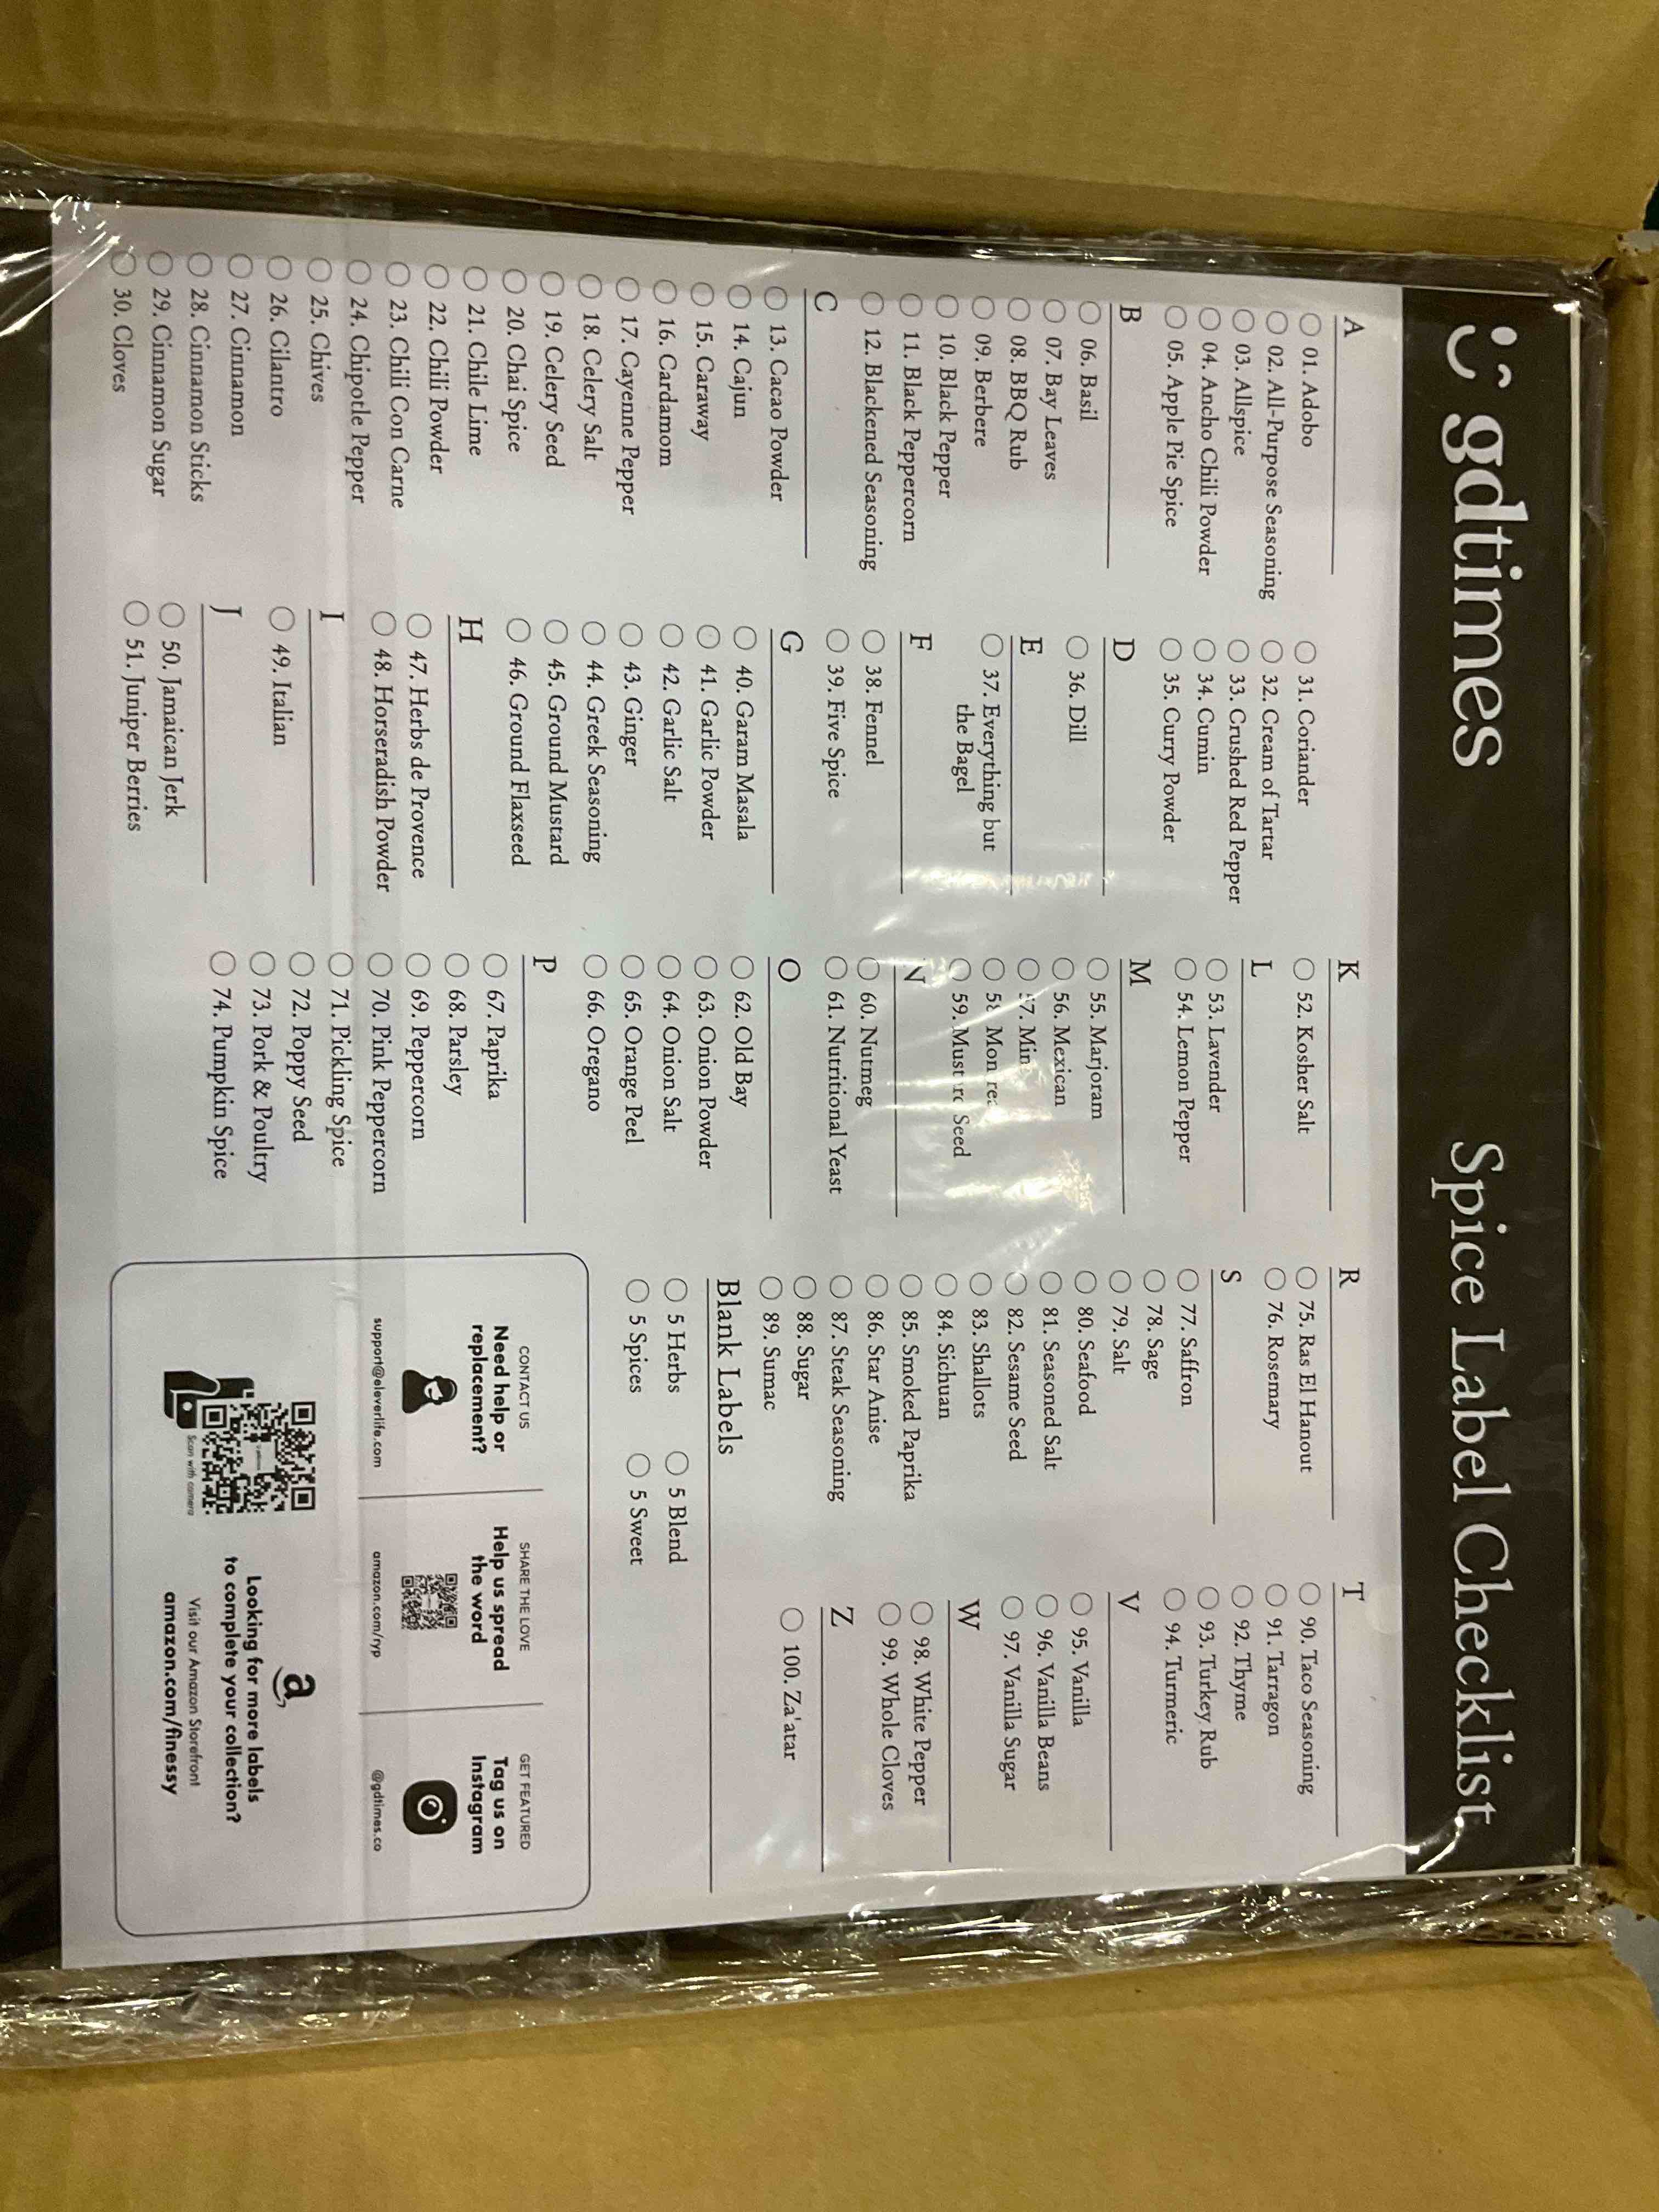 gdtimes
Spice Label Checklist
A
01. Adobo
02. All-Purpose Seasoning
03. Allspice
04. Ancho Chili Powder
05. Apple Pie Spice
B
06. Basil
07. Bay Leaves
08. BBQ Rub
09. Berbere
10. Black Pepper
11. Black Peppercorn
12. Blackened Seasoning
C
13. Cacao Powder
14. Cajun
15. Caraway
16. Cardamom
17. Cayenne Pepper
18. Celery Salt
19. Celery Seed
20. Chai Spice
21. Chile Lime
22. Chili Powder
23. Chili Con Carne
24. Chipotle Pepper
25. Chives
26. Cilantro
27. Cinnamon
28. Cinnamon Sticks
29. Cinnamon Sugar
30. Cloves
31. Coriander
32. Cream of Tartar
33. Crushed Red Pepper
34. Cumin
35. Curry Powder
D
36. Dill
E
37. Everything but
the Bagel
F
38. Fennel
39. Five Spice
G
40. Garam Masala
41. Garlic Powder
42. Garlic Salt
43. Ginger
44. Greek Seasoning
45. Ground Mustard
46. Ground Flaxseed
H
47. Herbs de Provence
48. Horseradish Powder
I
49. Italian
J
50. Jamaican Jerk
51. Juniper Berries
K
52. Kosher Salt
L
53. Lavender
54. Lemon Pepper
M
55. Marjoram
56. Mexican
57.
58.
59. Mustard Seed
N
60. Nutmeg
61. Nutritional Yeast
O
62. Old Bay
63. Onion Powder
64. Onion Salt
65. Orange Peel
66. Oregano
P
67. Paprika
68. Parsley
69. Peppercorn
70. Pink Peppercorn
71. Pickling Spice
72. Poppy Seed
73. Pork & Poultry
74. Pumpkin Spice
R
75. Ras El Hanout
76. Rosemary
S
77. Saffron
78. Sage
79. Salt
80. Seafood
81. Seasoned Salt
82. Sesame Seed
83. Shallots
84. Sichuan
85. Smoked Paprika
86. Star Anise
87. Steak Seasoning
88. Sugar
89. Sumac
T
90. Taco Seasoning
91. Tarragon
92. Thyme
93. Turkey Rub
94. Turmeric
V
95. Vanilla
96. Vanilla Beans
97. Vanilla Sugar
W
98. White Pepper
99. Whole Cloves
Z
100. Za'atar
Blank Labels
5 Herbs 5 Blend
5 Spices 5 Sweet
CONTACT US
Need help or
replacement?
support@eleverlife.com
SHARE THE LOVE
Help us spread
the word
amazon.com/ryp
GET FEATURED
Tag us on
Instagram
@gdtimes.co
Scan with camera
a
Looking for more labels
to complete your collection?
Visit our Amazon Storefront
amazon.com/finessy